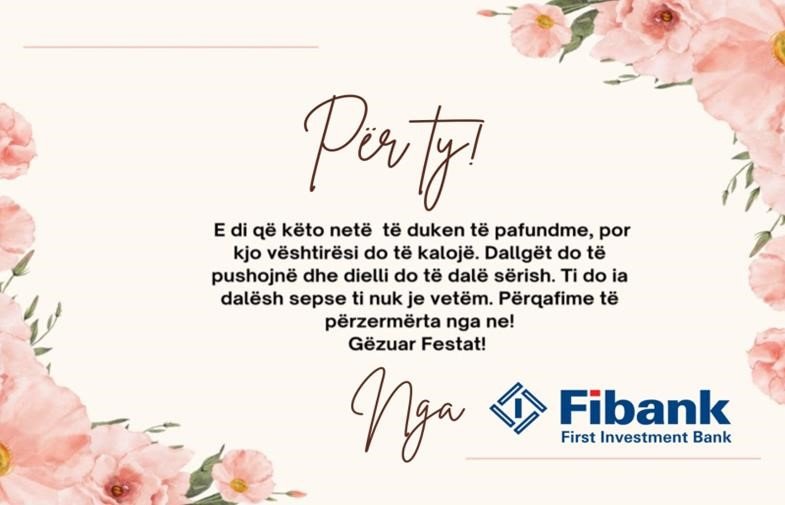 Për ty!
E di që këto netë të duken të pafundme, por
kjo vështirësi do të kalojë. Dallgët do të
pushojnë dhe dielli do të dalë sërish. Ti do ia
dalësh sepse ti nuk je vetëm. Përqafime të
përzermërta nga ne!
Gëzuar Festat!
Nga
Fibank
First Investment Bank